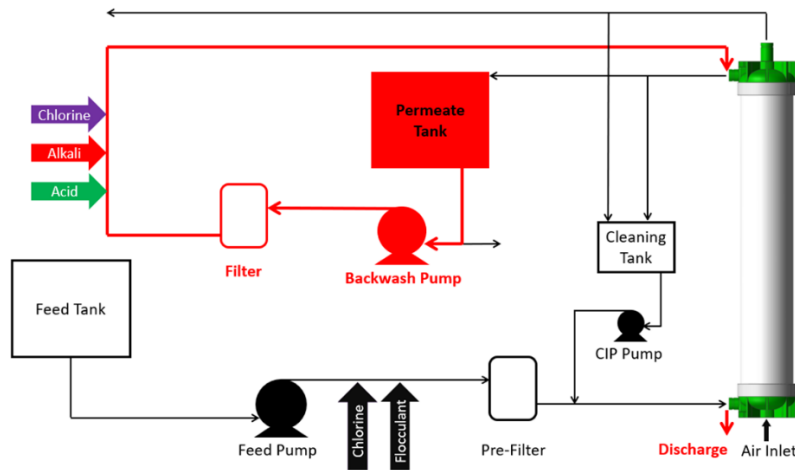 Chlorine
Alkali
Acid
Permeate
Tank
Filter
Backwash Pump
Cleaning
Tank
Feed Tank
CIP Pump
Feed Pump
Chlorine
Flocculant
Pre-Filter
Discharge
Air Inlet